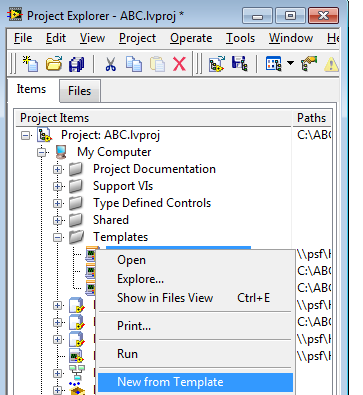 Project Explorer - ABC.lvproj *
File Edit View Project Operate Tools Window
Items Files
Project Items Paths
Project: ABC.lvproj C:\ABC
My Computer
Project Documentation
Support VIs
Type Defined Controls
Shared
Templates
Open \\psf\H
Explore... C:\ABC
Show in Files View Ctrl+E C:\ABC
\\psf\H
Print... C:\ABC
\\psf\H
Run \\psf\H
New from Template